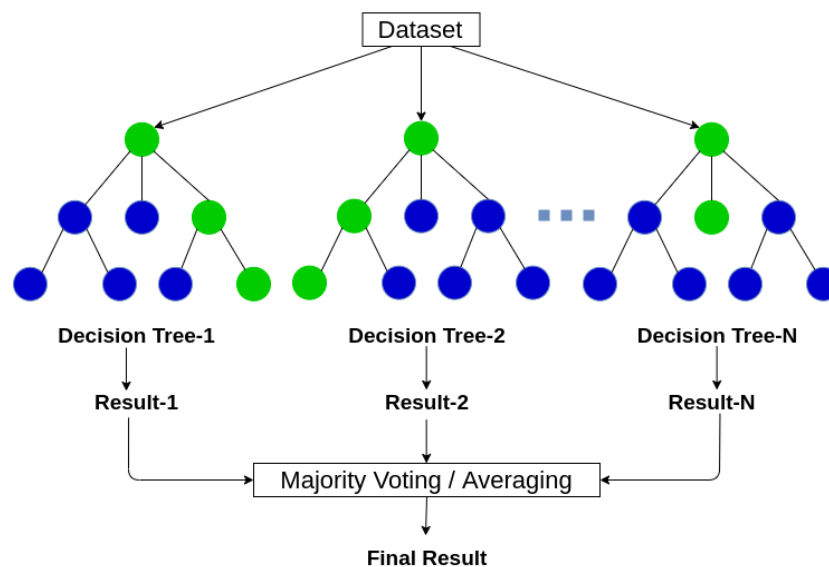 Dataset
Decision Tree-1
Decision Tree-2
Decision Tree-N
Result-1
Result-2
Result-N
Majority Voting / Averaging
Final Result